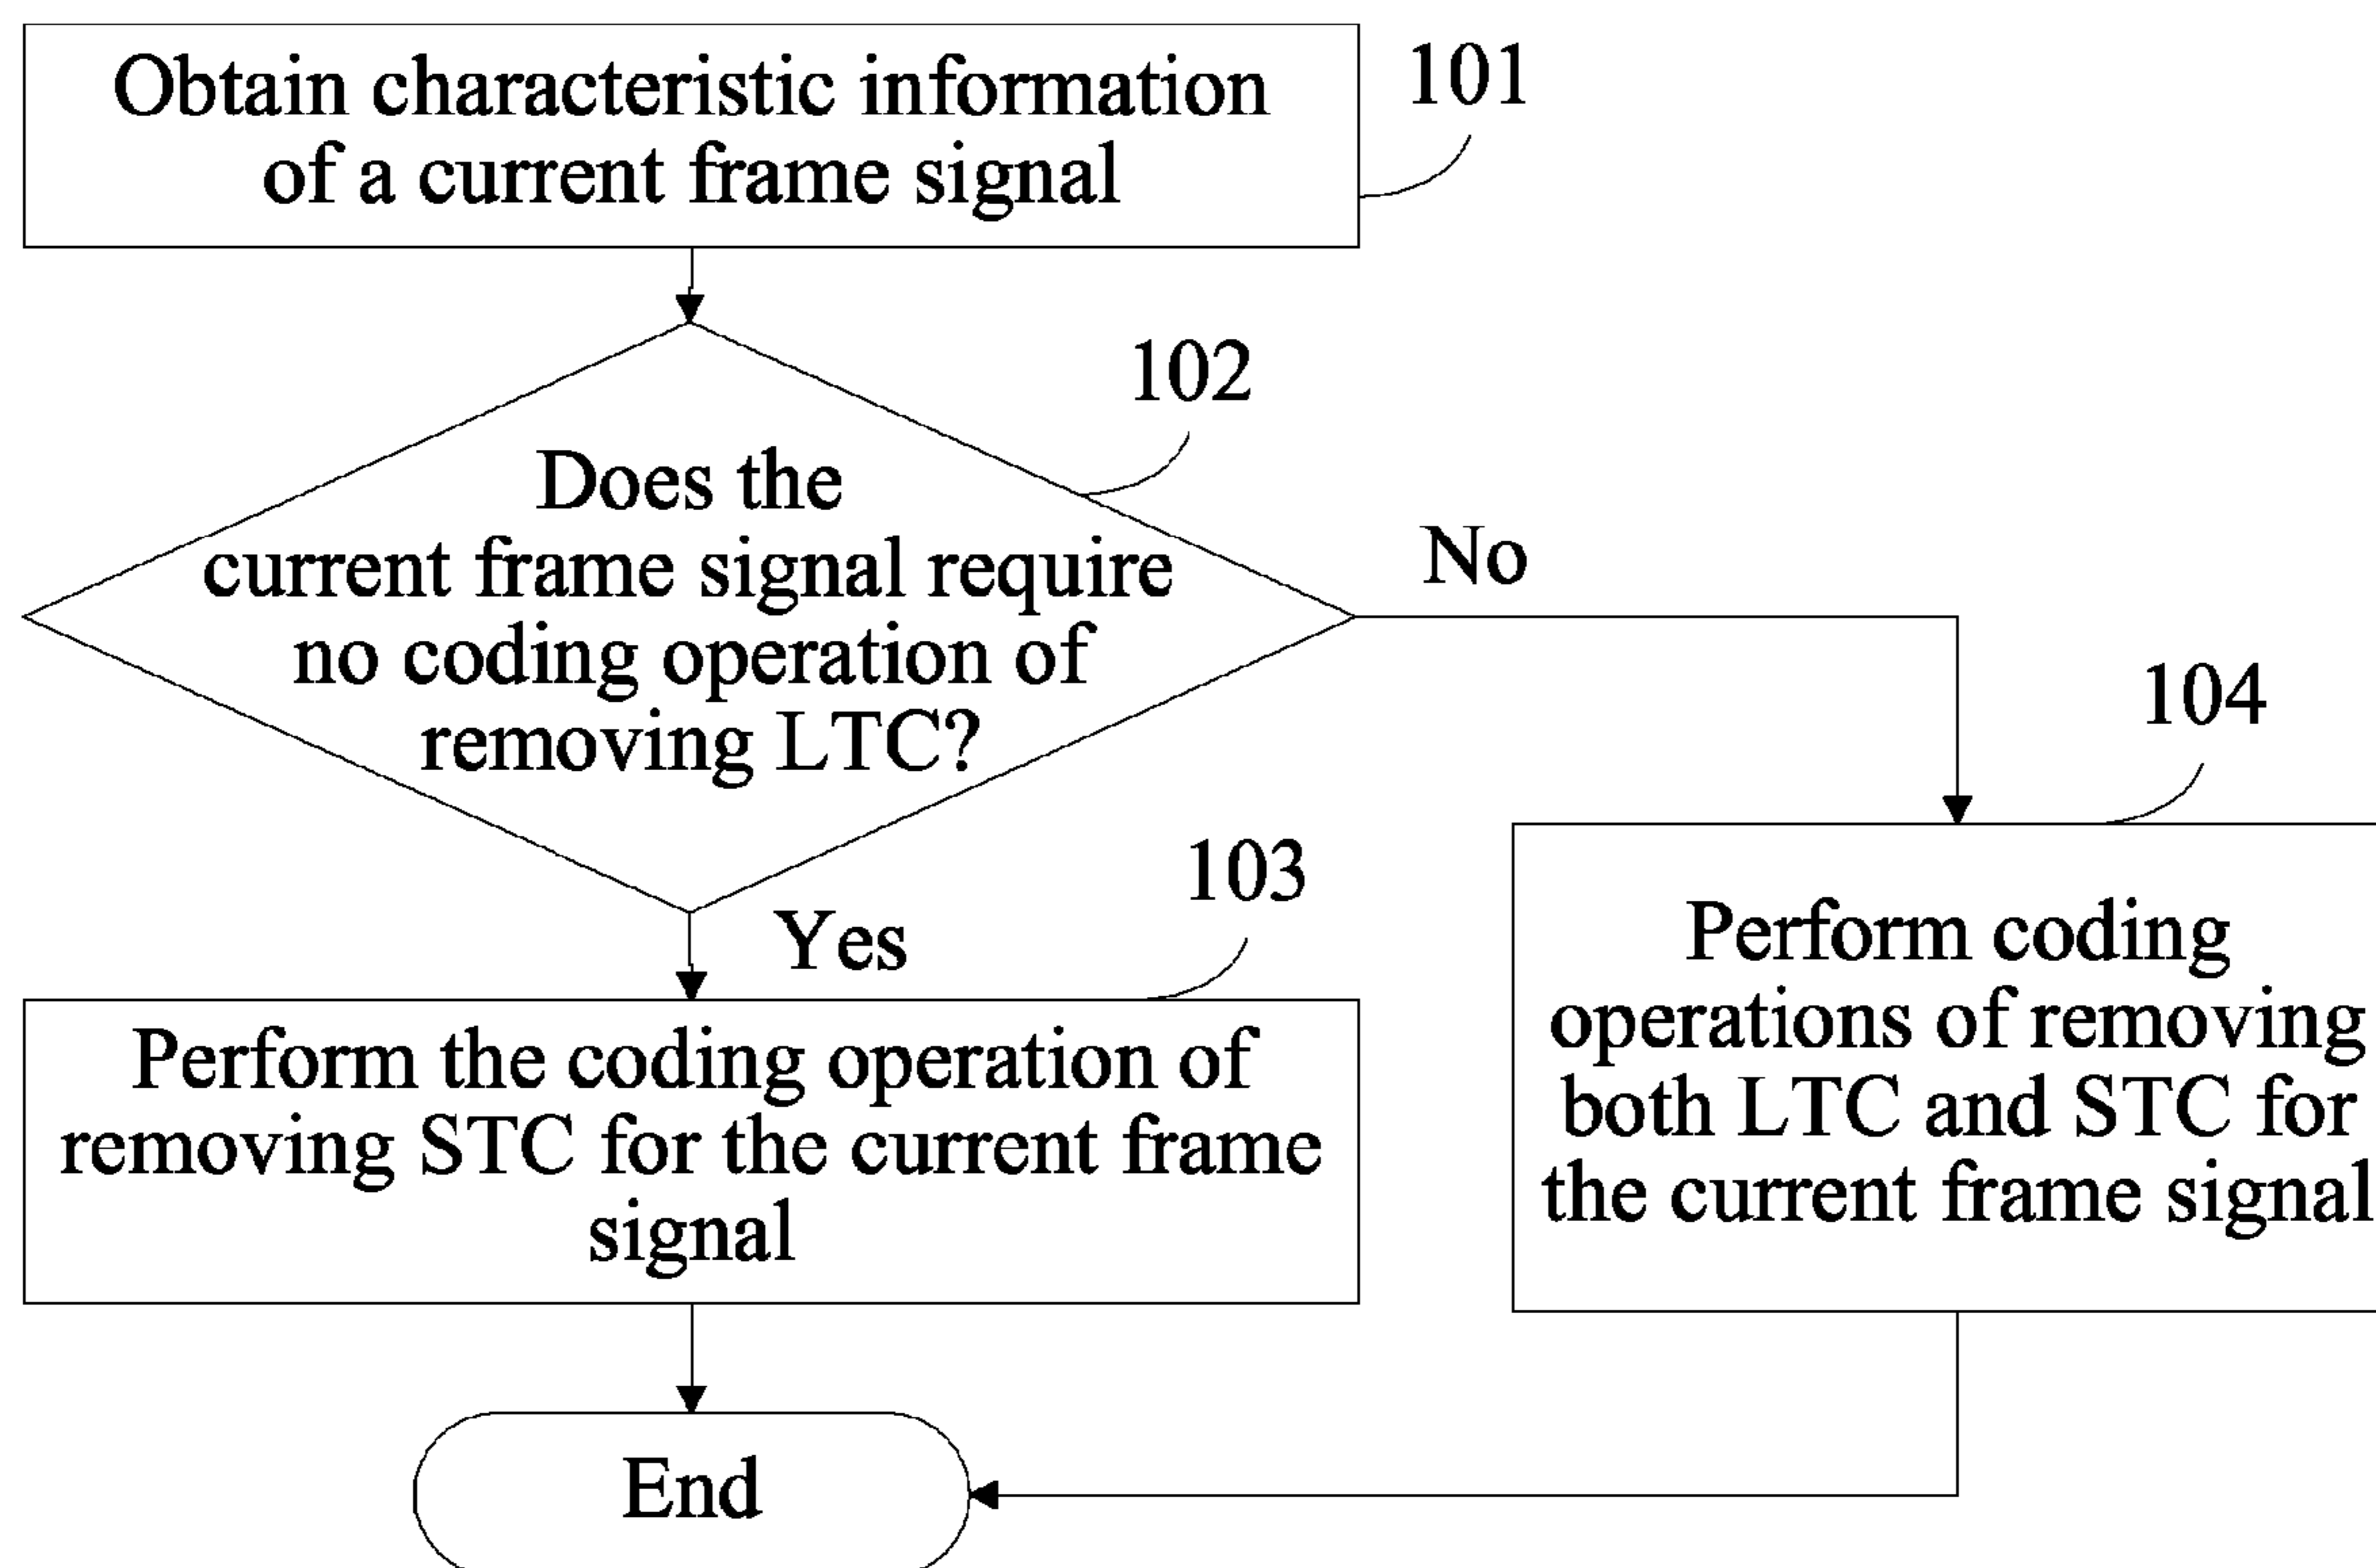 Obtain characteristic information
of a current frame signal
101
102
Does the
current frame signal require
no coding operation of
removing LTC?
No
104
Yes
103
Perform the coding operation of
removing STC for the current frame
signal
Perform coding
operations of removing
both LTC and STC for
the current frame signal
End